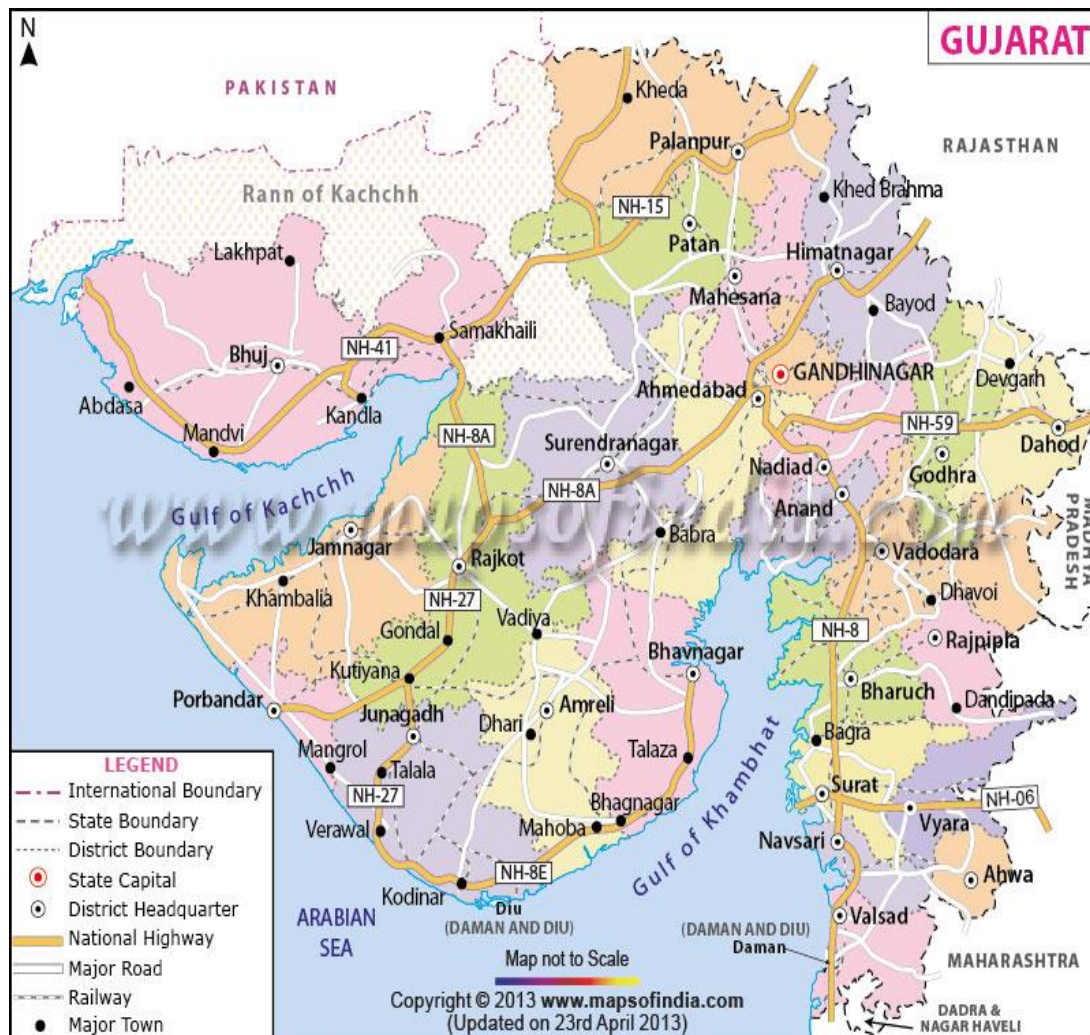 N
GUJARAT
PAKISTAN
Kheda
Palanpur
RAJASTHAN
Rann of Kachchh
Khed Brahma
NH-15
Patan
Lakhpat
Himatnagar
Mahesana
Bayod
Samakhaili
NH-41
Bhuj
GANDHINAGAR
Devgarh
Ahmedabad
Abdasa
Kandla
NH-59
Mandvi
NH-8A
Surendranagar
Dahod
Nadiad
Godhra
NH-8A
Gulf of Kachchh
Anand
www.mapsofindia.com
MADHYA
PRADESH
Jamnagar
Babra
Rajkot
Vadodara
Khambalia
NH-27
Dhavoi
Vadiya
NH-8
Gondal
Rajpipla
Bhavnagar
Kutiyana
Bharuch
Porbandar
Amreli
Dandipada
Junagadh
Dhari
Bagra
Mangrol
Talaza
Talala
NH-27
Surat
NH-06
Bhagnagar
Gulf of Khambhat
Verawal
Mahoba
Vyara
Navsari
NH-8E
Kodinar
Ahwa
Diu
(DAMAN AND DIU)
ARABIAN
SEA
Valsad
(DAMAN AND DIU)
Daman
MAHARASHTRA
DADRA &
NAGAR HAVELI
LEGEND
International Boundary
State Boundary
District Boundary
State Capital
District Headquarter
National Highway
Major Road
Railway
Major Town
Map not to Scale
Copyright © 2013 www.mapsofindia.com
(Updated on 23rd April 2013)